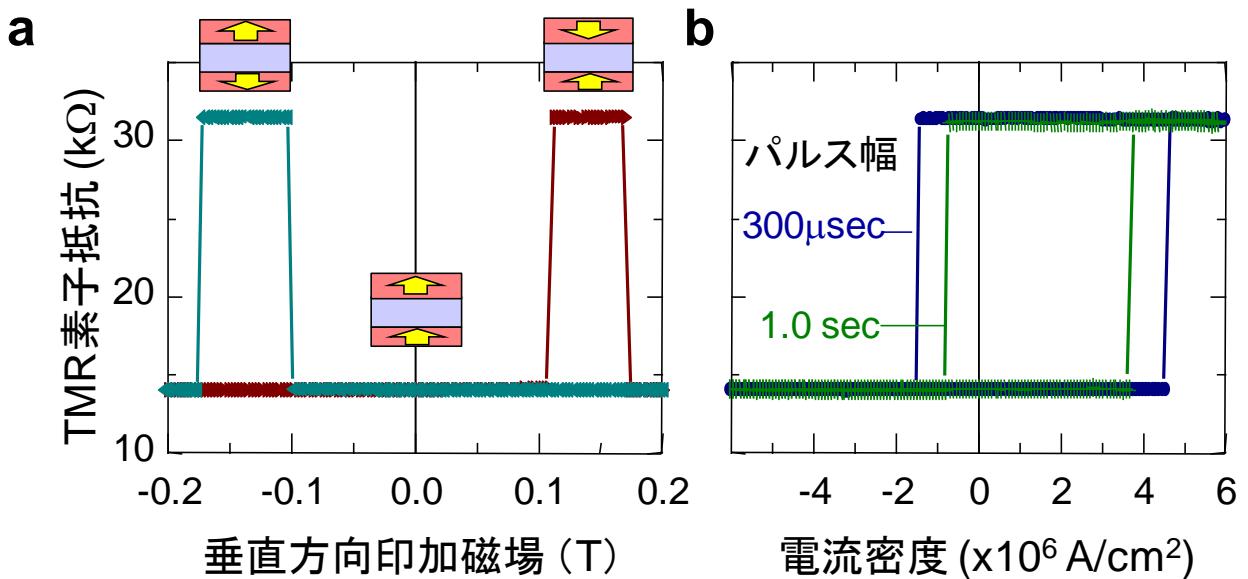 a
TMR素子抵抗 (kΩ)
30
20
10
-0.2 -0.1 0.0 0.1 0.2
垂直方向印加磁場 (T)
b
パルス幅
300μsec
1.0 sec
-4 -2 0 2 4 6
電流密度 (x10⁶ A/cm²)